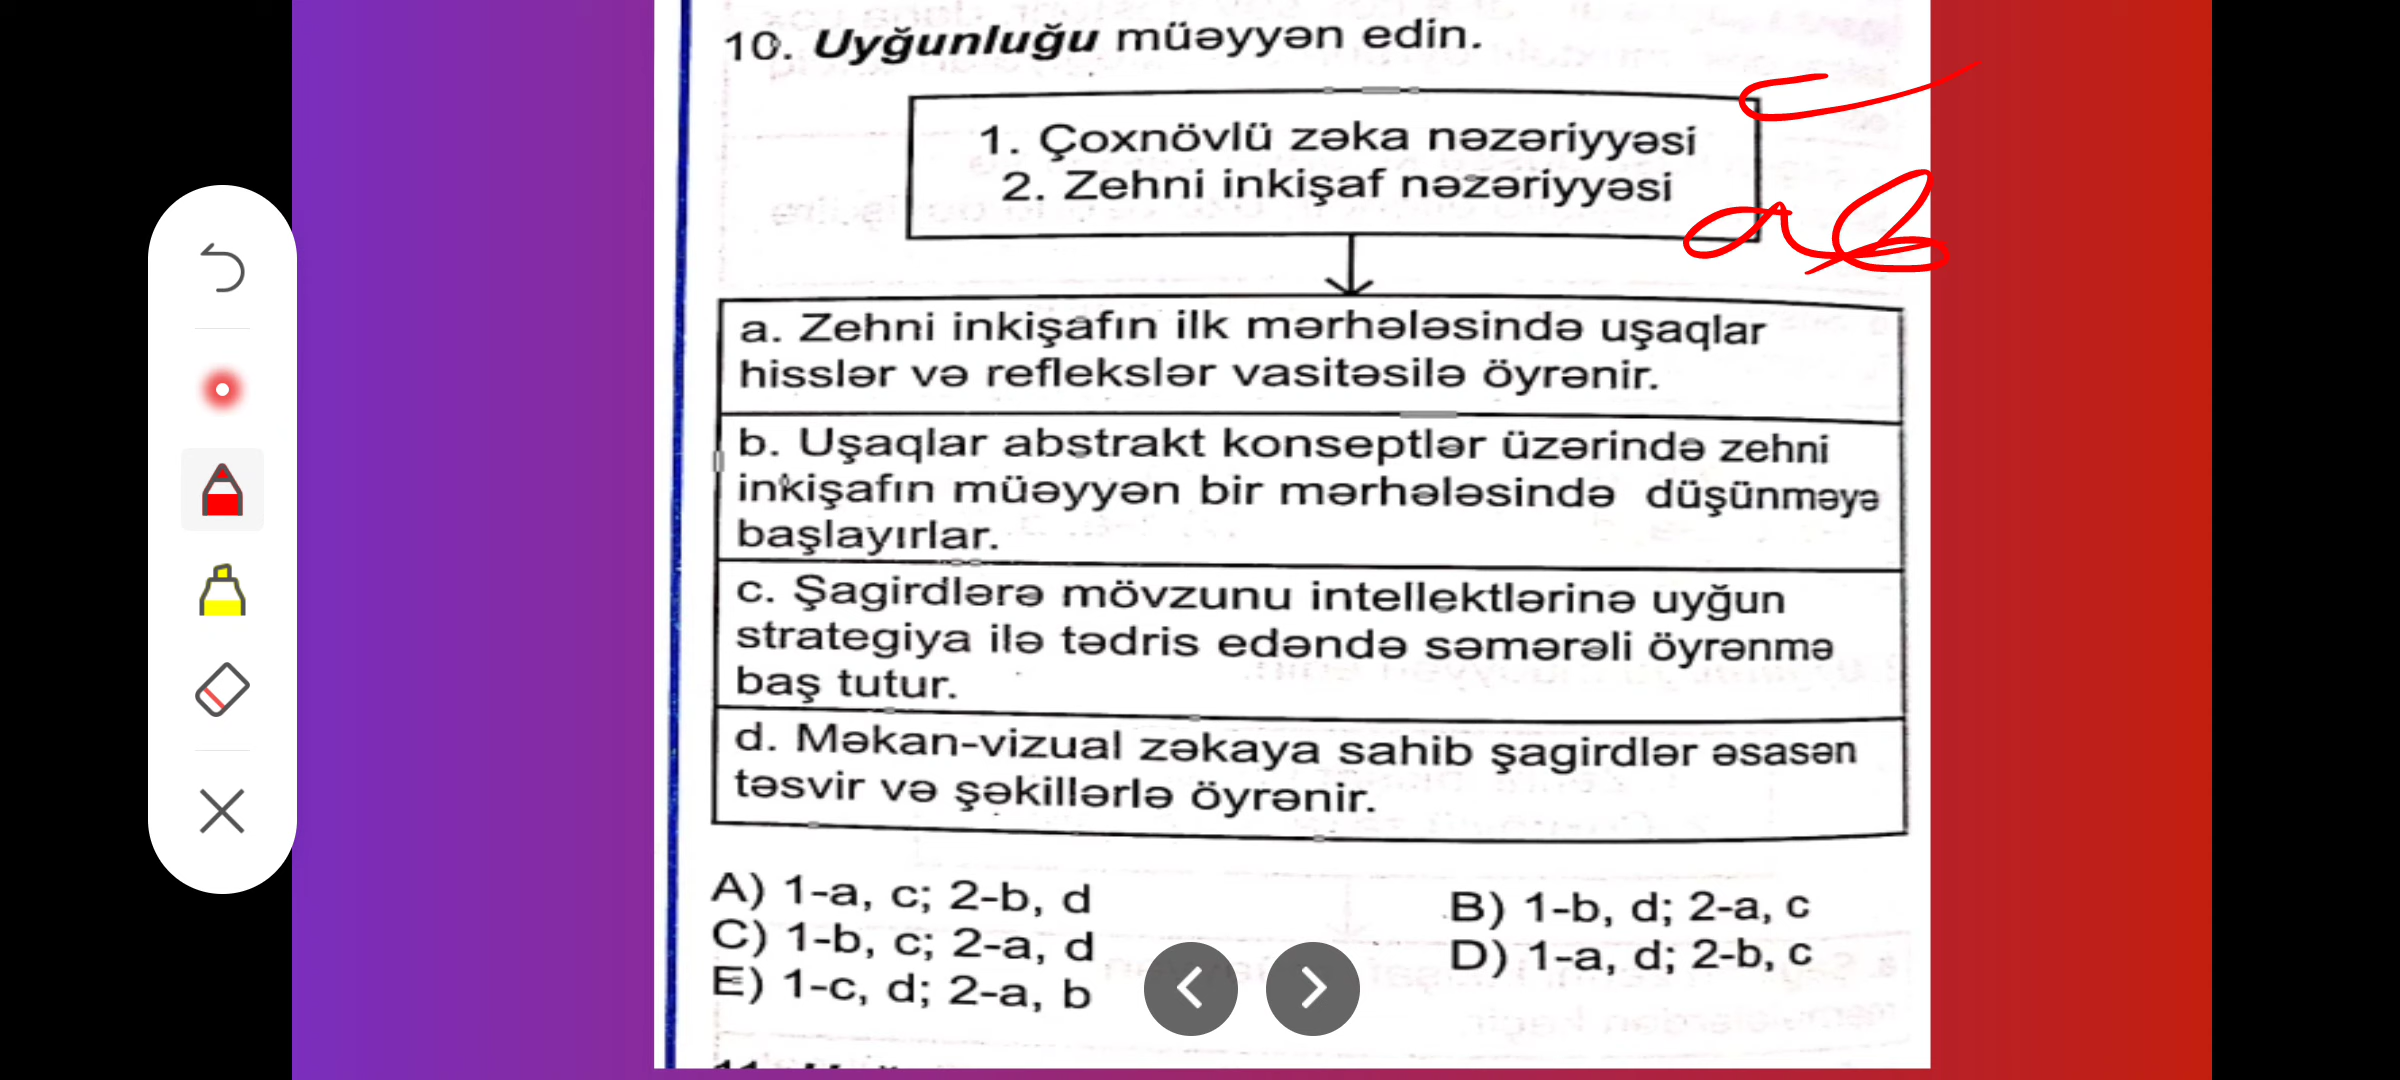 10. Uyğunluğu müəyyən edin.
1. Çoxnövlü zəka nəzəriyyəsi
2. Zehni inkişaf nəzəriyyəsi
c
ab
a. Zehni inkişafın ilk mərhələsində uşaqlar
hisslər və reflekslər vasitəsilə öyrənir.
b. Uşaqlar abstrakt konseptlər üzərində zehni
inkişafın müəyyən bir mərhələsində düşünməyə
başlayırlar.
c. Şagirdlərə mövzunu intellektlərinə uyğun
strategiya ilə tədris edəndə səmərəli öyrənmə
baş tutur.
d. Məkan-vizual zəkaya sahib şagirdlər əsasən
təsvir və şəkillərlə öyrənir.
A) 1-a, c; 2-b, d
B) 1-b, d; 2-a, c
C) 1-b, c; 2-a, d
D) 1-a, d; 2-b, c
E) 1-c, d; 2-a, b